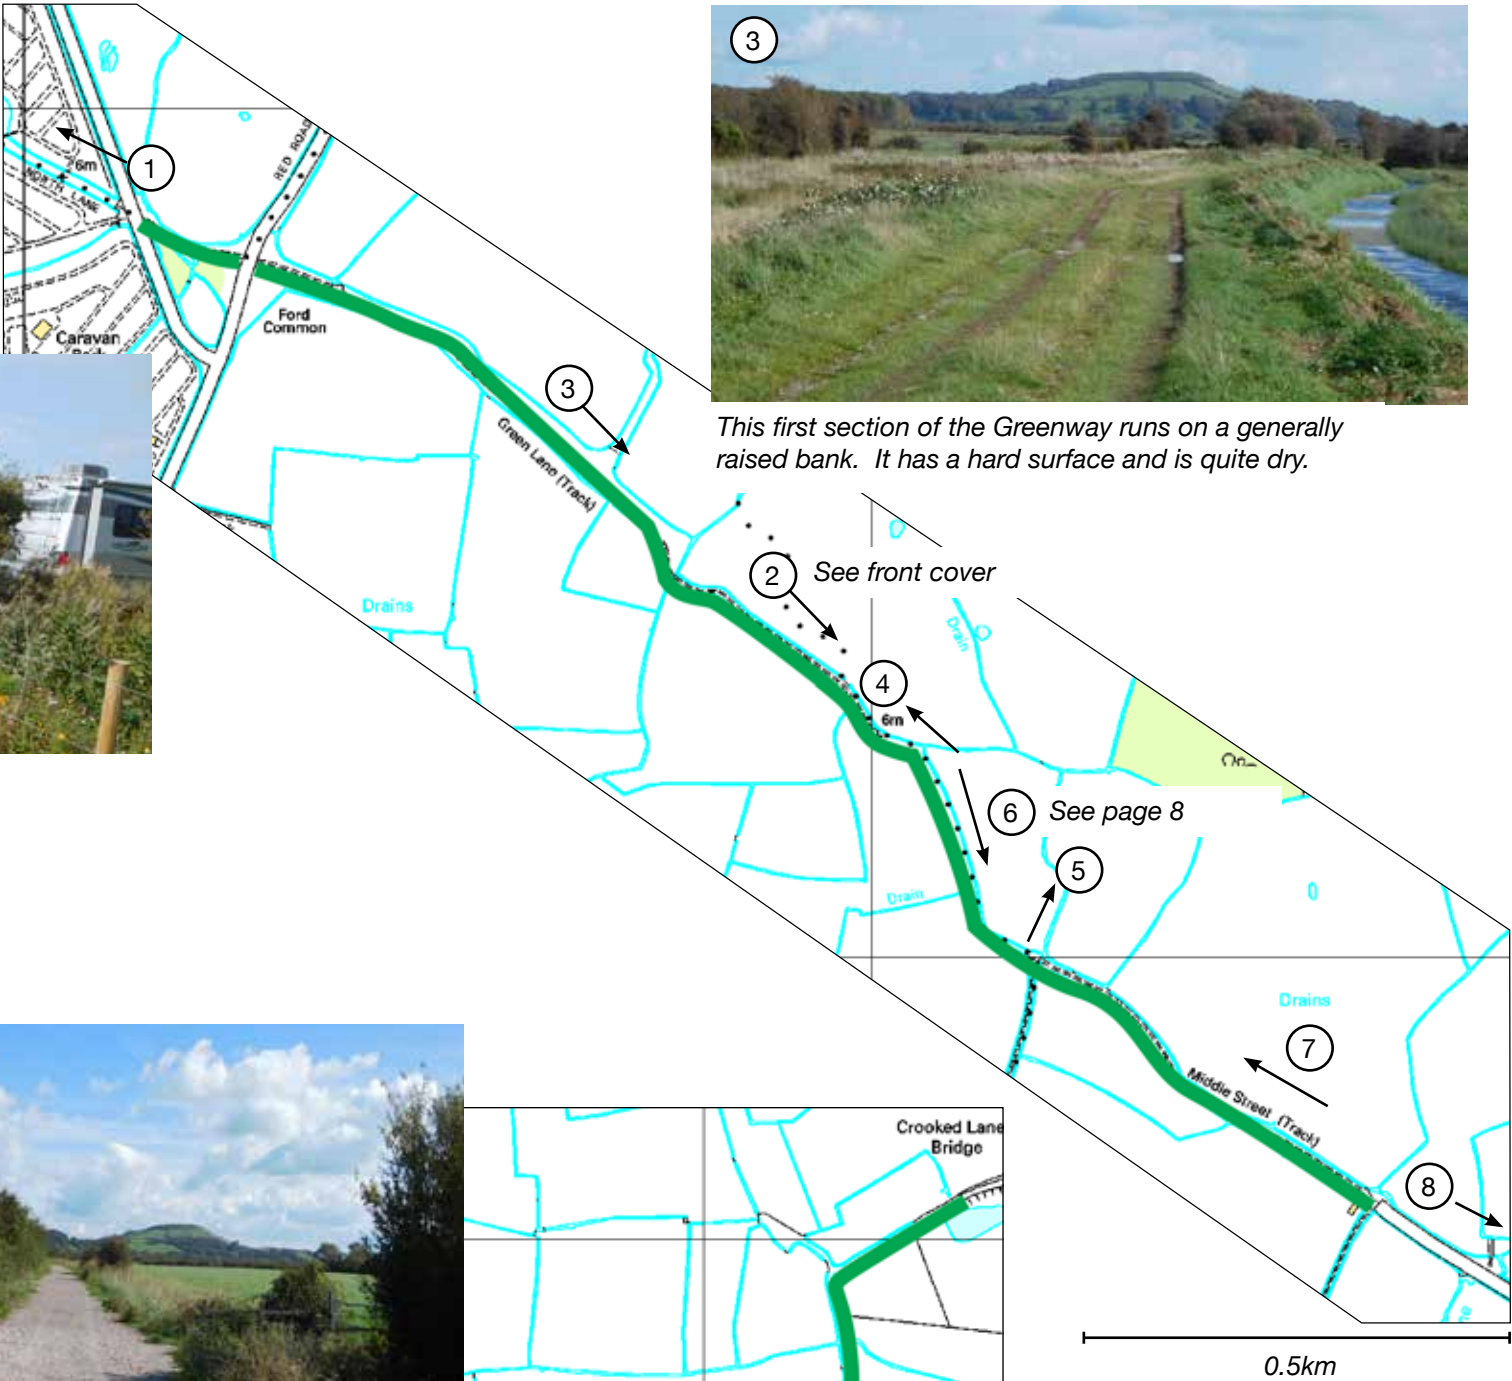 3
This first section of the Greenway runs on a generally
raised bank. It has a hard surface and is quite dry.
1
6m
NORTH LANE
RED ROAD
Ford
Common
Caravan
3
Green Lane (Track)
Drains
2
See front cover
Drain
4
6m
6
See page 8
5
Drain
Drains
7
Middle Street (Track)
8
Crooked Lane
Bridge
0.5km